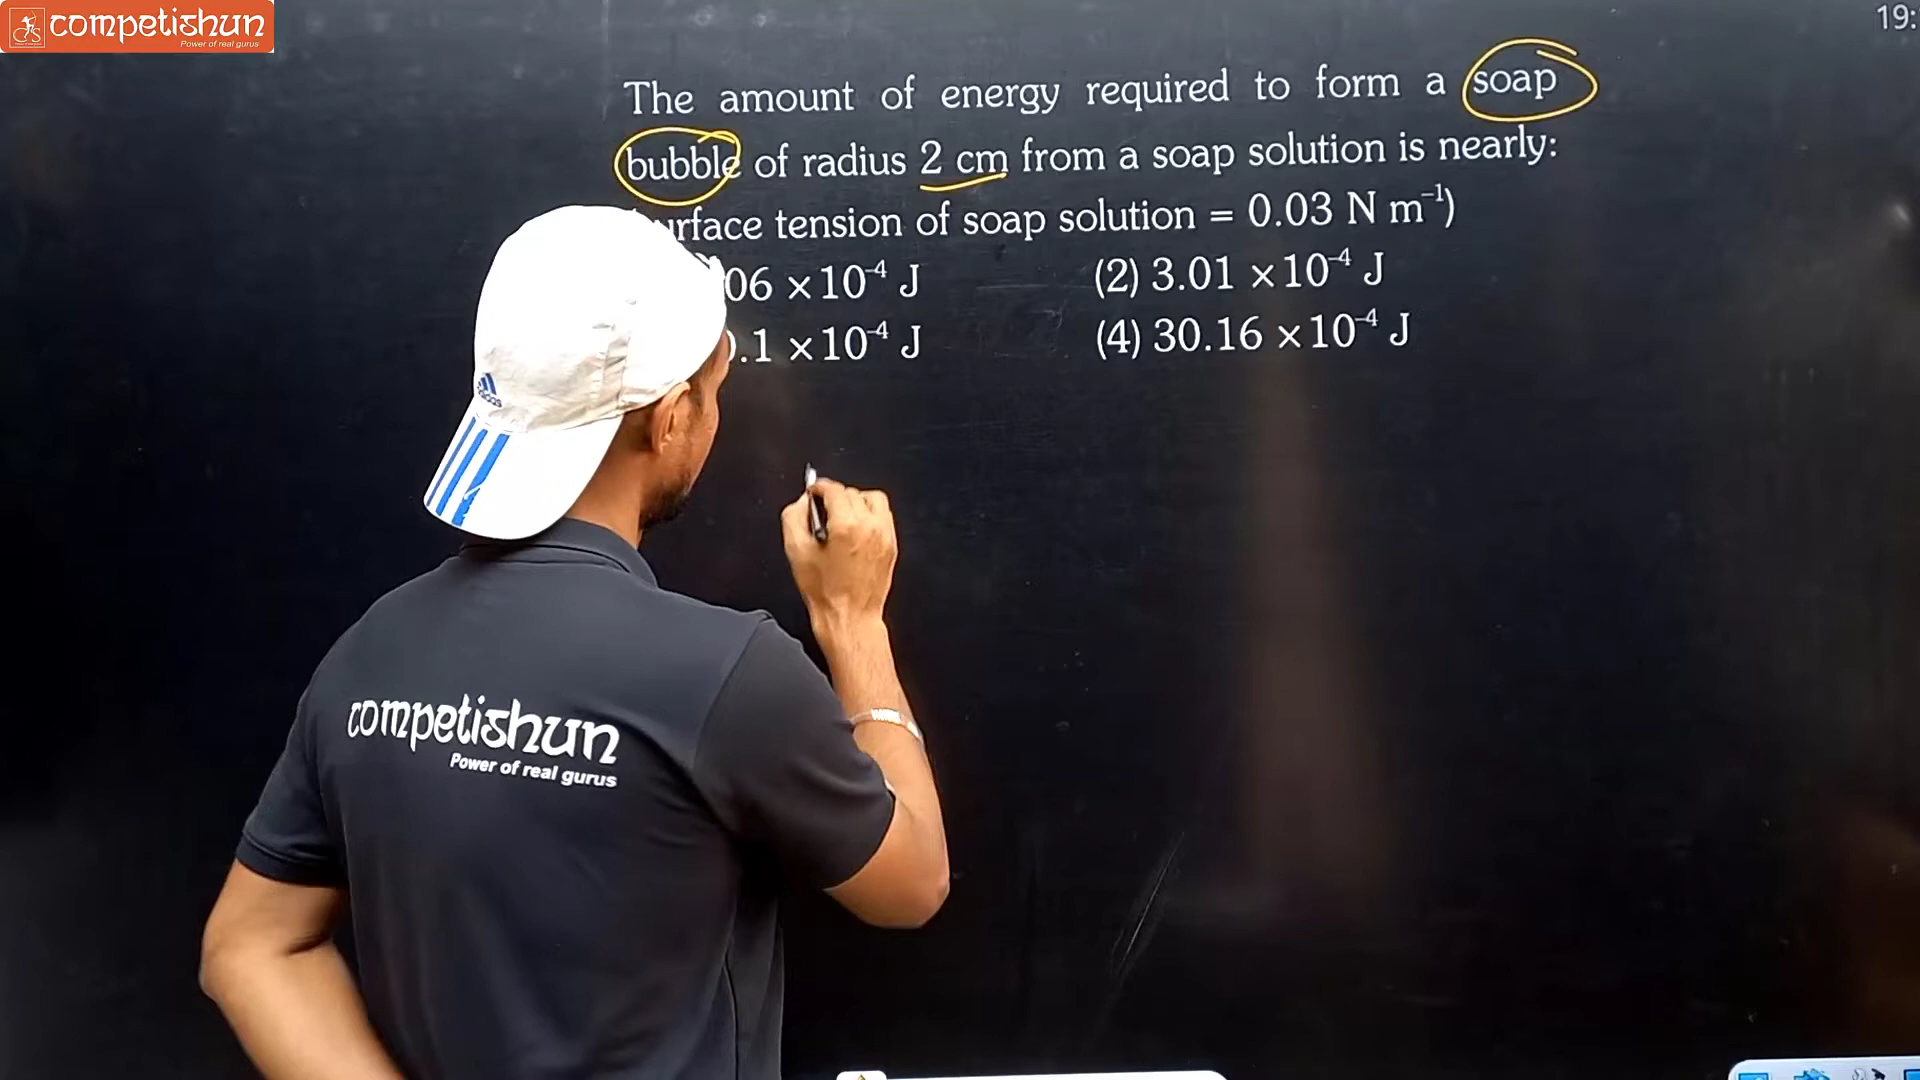 competishun
Power of real gurus
19:
The amount of energy required to form a soap
bubble of radius 2 cm from a soap solution is nearly:
tension of soap solution = 0.03 N m⁻¹)
06 ×10⁻⁴ J (2) 3.01 ×10⁻⁴ J
.1 ×10⁻⁴ J (4) 30.16 ×10⁻⁴ J
adidas
competishun
Power of real gurus